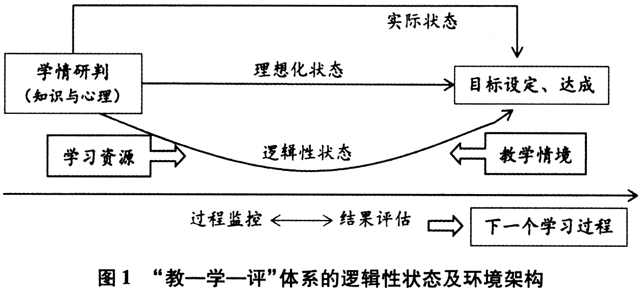 实际状态
学情研判
(知识与心理)
理想化状态
目标设定、达成
学习资源
逻辑性状态
教学情境
过程监控
结果评估
下一个学习过程
图1 “教—学—评”体系的逻辑性状态及环境架构